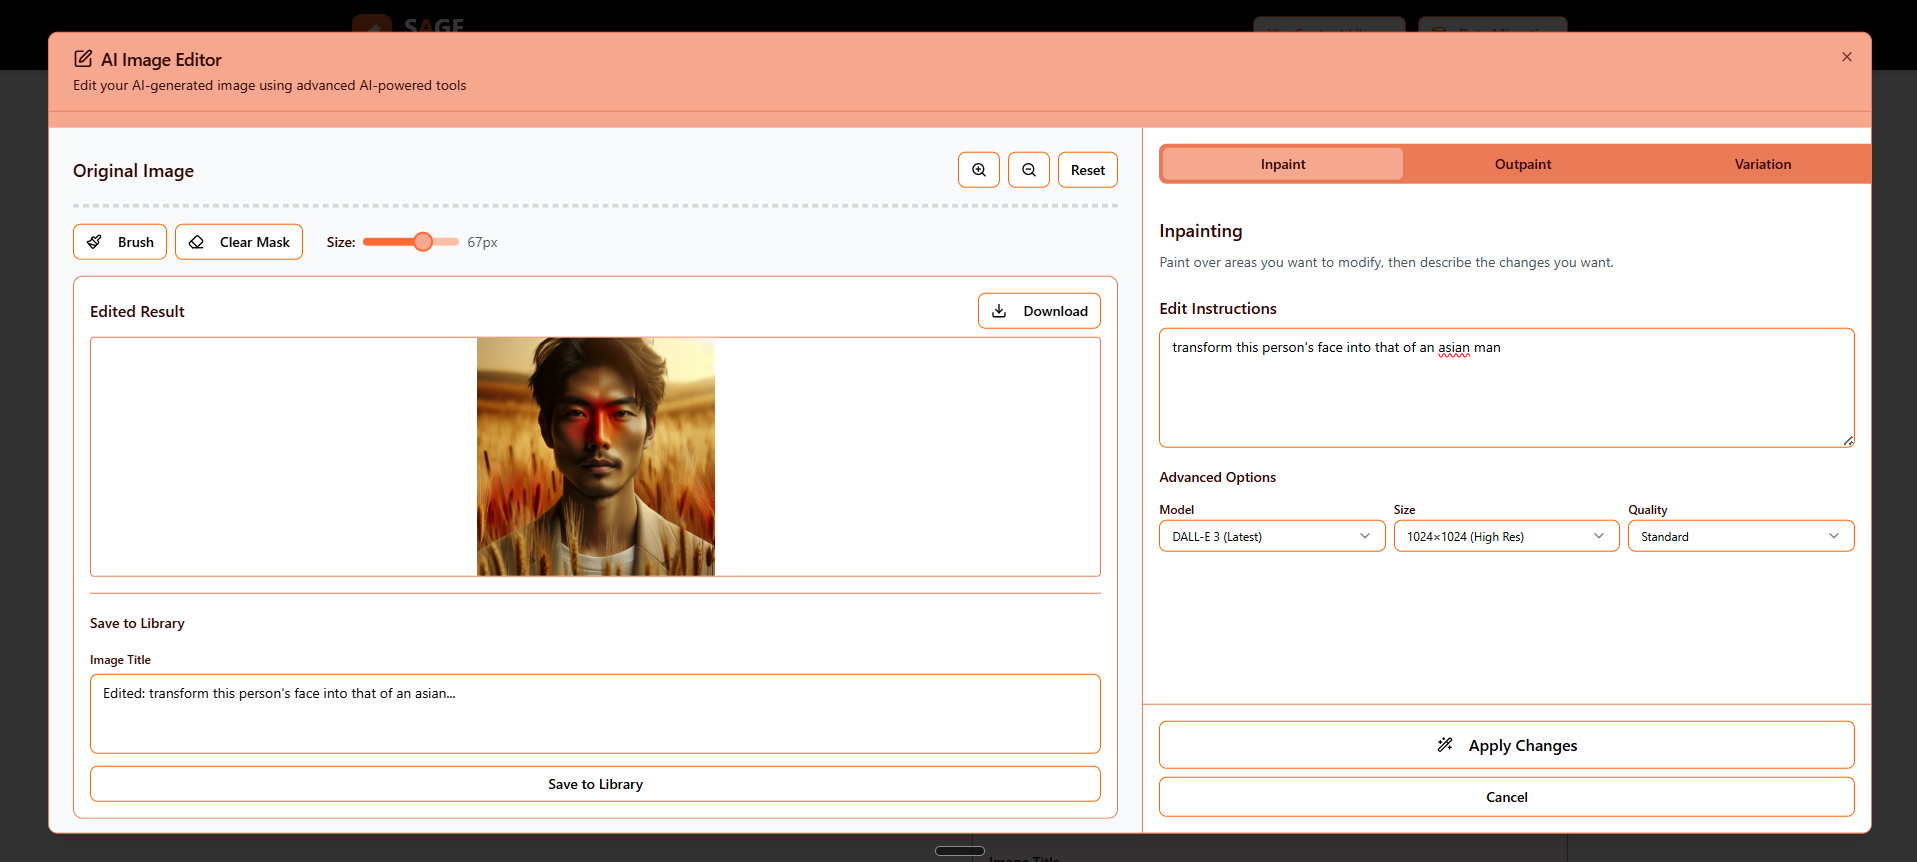 SAGE
AI Image Editor
Edit your AI-generated image using advanced AI-powered tools
Original Image
Reset
Brush
Clear Mask
Size:
67px
Edited Result
Download
Save to Library
Image Title
Edited: transform this person's face into that of an asian...
Save to Library
Inpaint
Outpaint
Variation
Inpainting
Paint over areas you want to modify, then describe the changes you want.
Edit Instructions
transform this person's face into that of an asian man
Advanced Options
Model
Size
Quality
DALL-E 3 (Latest)
1024×1024 (High Res)
Standard
Apply Changes
Cancel
Image Title